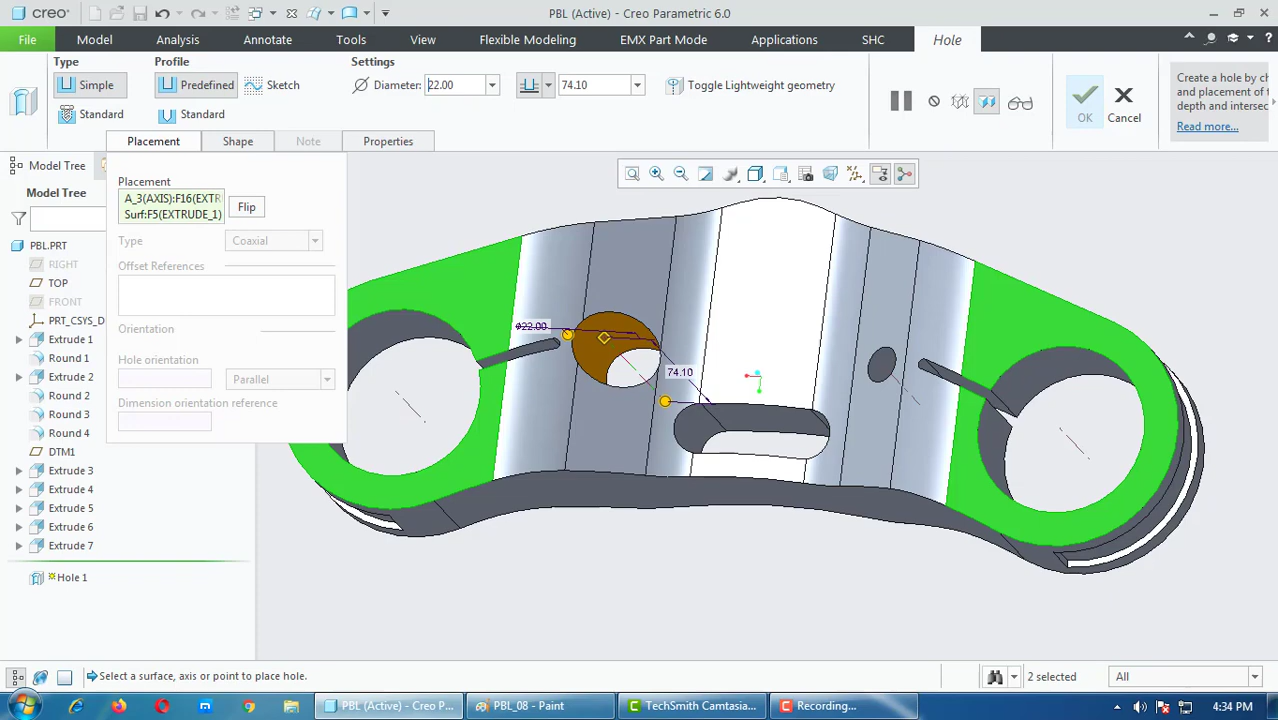 creo®
PBL (Active) - Creo Parametric 6.0
File
Model
Analysis
Annotate
Tools
View
Flexible Modeling
EMX Part Mode
Applications
SHC
Hole
Type
Profile
Settings
Simple
Predefined
Sketch
Diameter:
22.00
74.10
Toggle Lightweight geometry
Standard
Standard
OK
Cancel
Create a hole by ch
and placement of
depth and intersec
Read more...
Placement
Shape
Note
Properties
Model Tree
Placement
Model Tree
A_3(AXIS):F16(EXTR
Surf:F5(EXTRUDE_1)
Flip
Type
Coaxial
Offset References
Orientation
Hole orientation
Parallel
Dimension orientation reference
PBL.PRT
RIGHT
TOP
FRONT
PRT_CSYS_D
Extrude 1
Round 1
Extrude 2
Round 2
Round 3
Round 4
DTM1
Extrude 3
Extrude 4
Extrude 5
Extrude 6
Extrude 7
Hole 1
⌀22.00
74.10
Select a surface, axis or point to place hole.
2 selected
All
PBL (Active) - Creo P...
PBL_08 - Paint
TechSmith Camtasia...
Recording...
4:34 PM